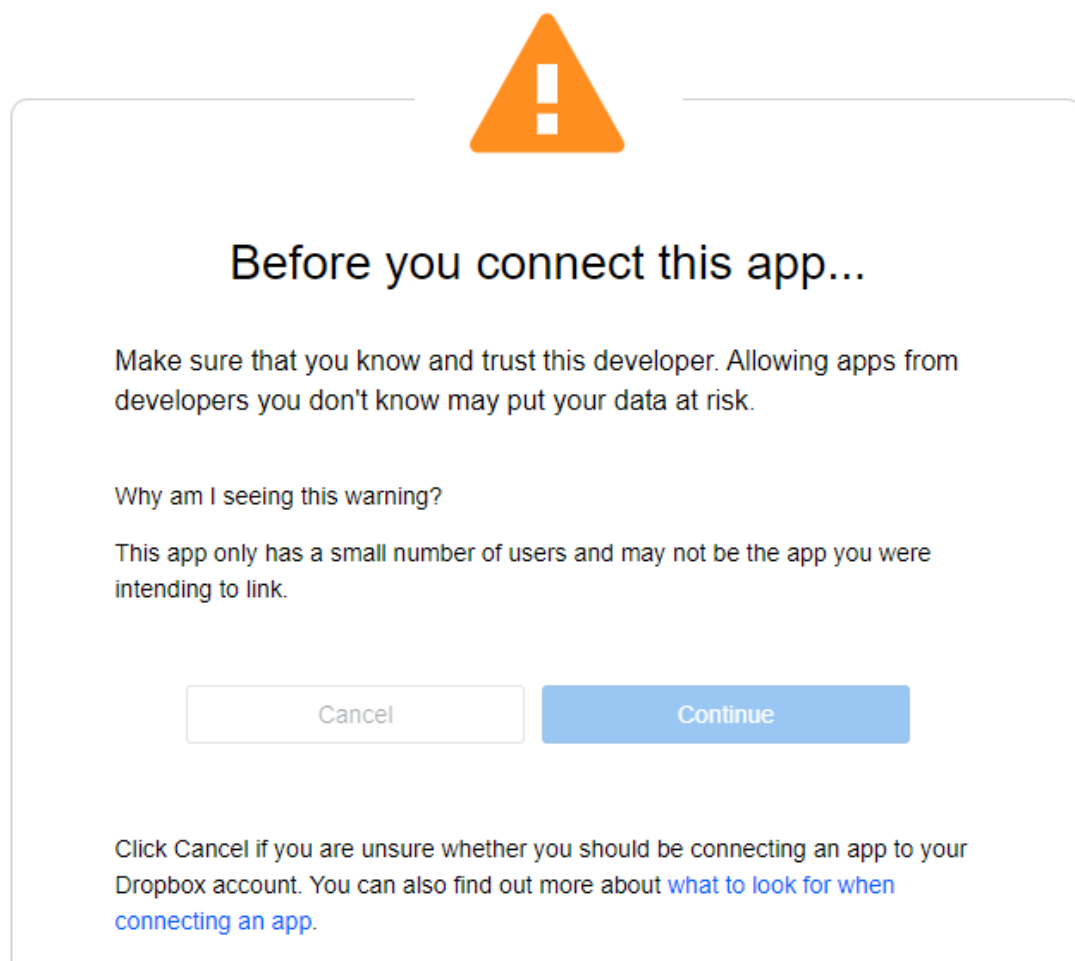 Before you connect this app...
Make sure that you know and trust this developer. Allowing apps from
developers you don't know may put your data at risk.
Why am I seeing this warning?
This app only has a small number of users and may not be the app you were
intending to link.
Cancel
Continue
Click Cancel if you are unsure whether you should be connecting an app to your
Dropbox account. You can also find out more about what to look for when
connecting an app.